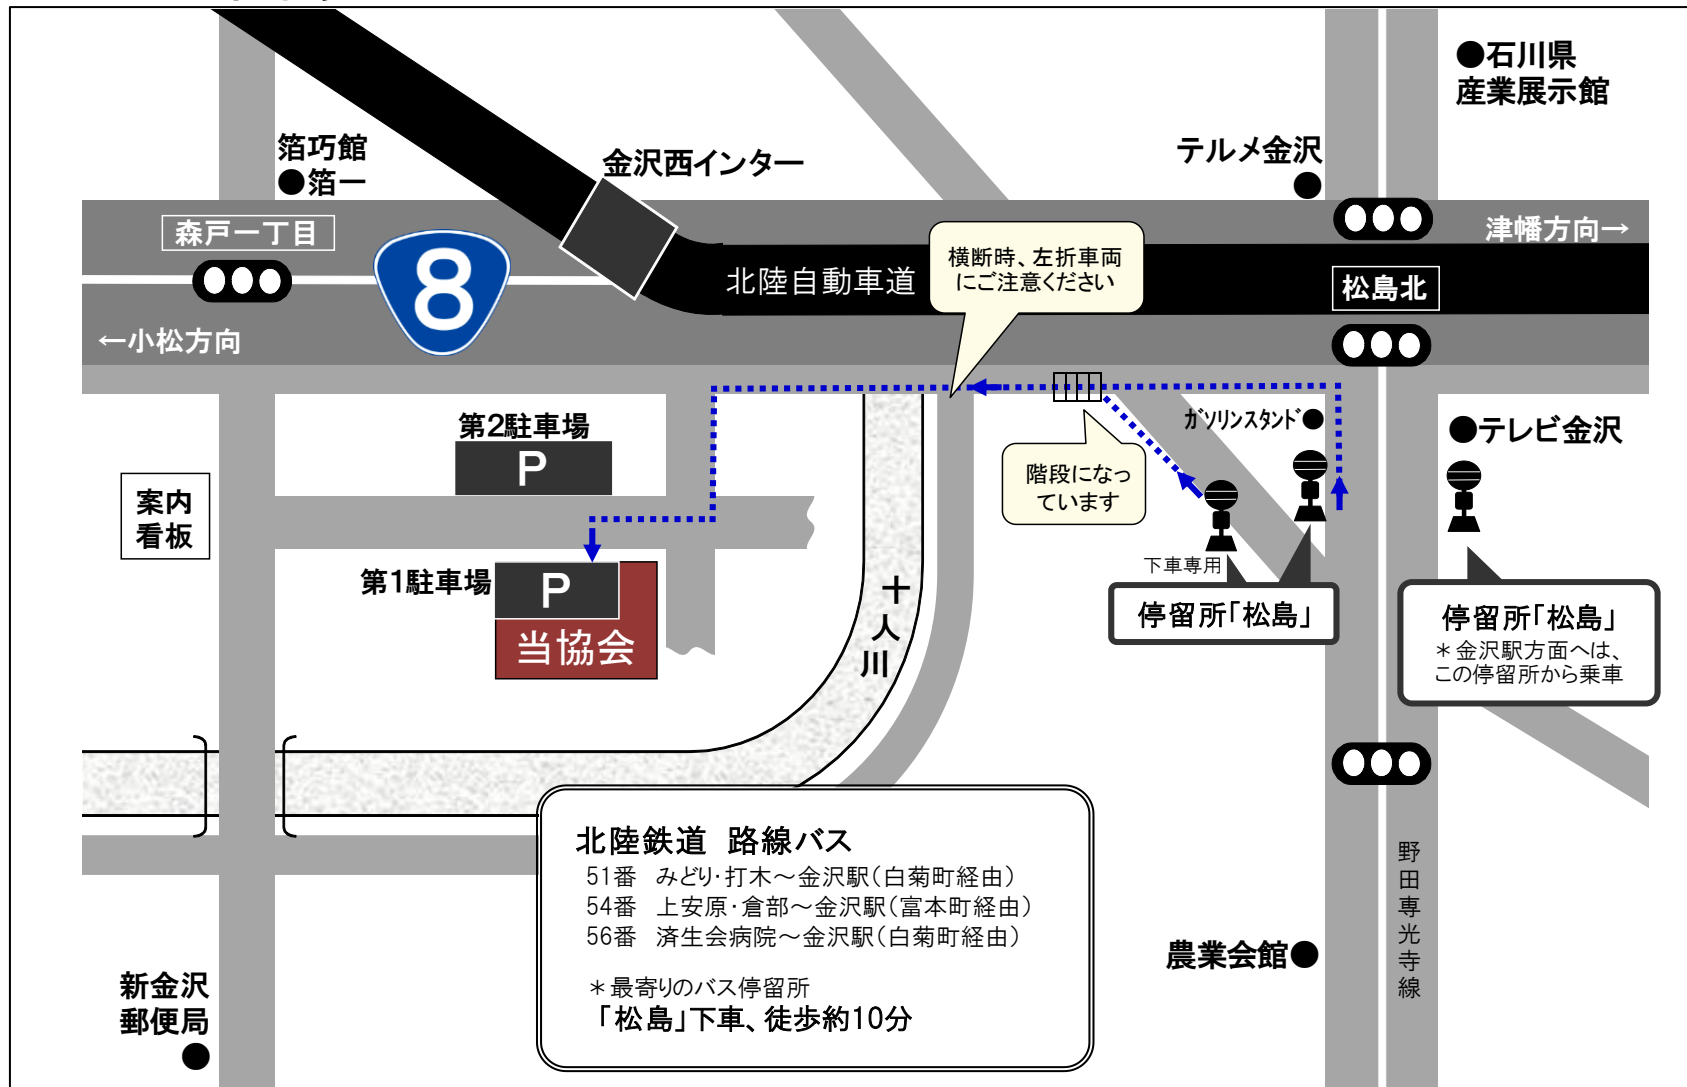 ●石川県
産業展示館
箔巧館
●箔一
金沢西インター
テルメ金沢
森戸一丁目
津幡方向→
8
北陸自動車道
横断時、左折車両
にご注意ください
松島北
←小松方向
第2駐車場
P
ガソリンスタンド●
●テレビ金沢
案内
看板
階段になっ
ています
第1駐車場
P
当協会
十人川
下車専用
停留所「松島」
停留所「松島」
＊金沢駅方面へは、
この停留所から乗車
北陸鉄道 路線バス
51番 みどり・打木～金沢駅（白菊町経由）
54番 上安原・倉部～金沢駅（富本町経由）
56番 済生会病院～金沢駅（白菊町経由）
＊最寄りのバス停留所
「松島」下車、徒歩約10分
野田専光寺線
農業会館●
新金沢
郵便局